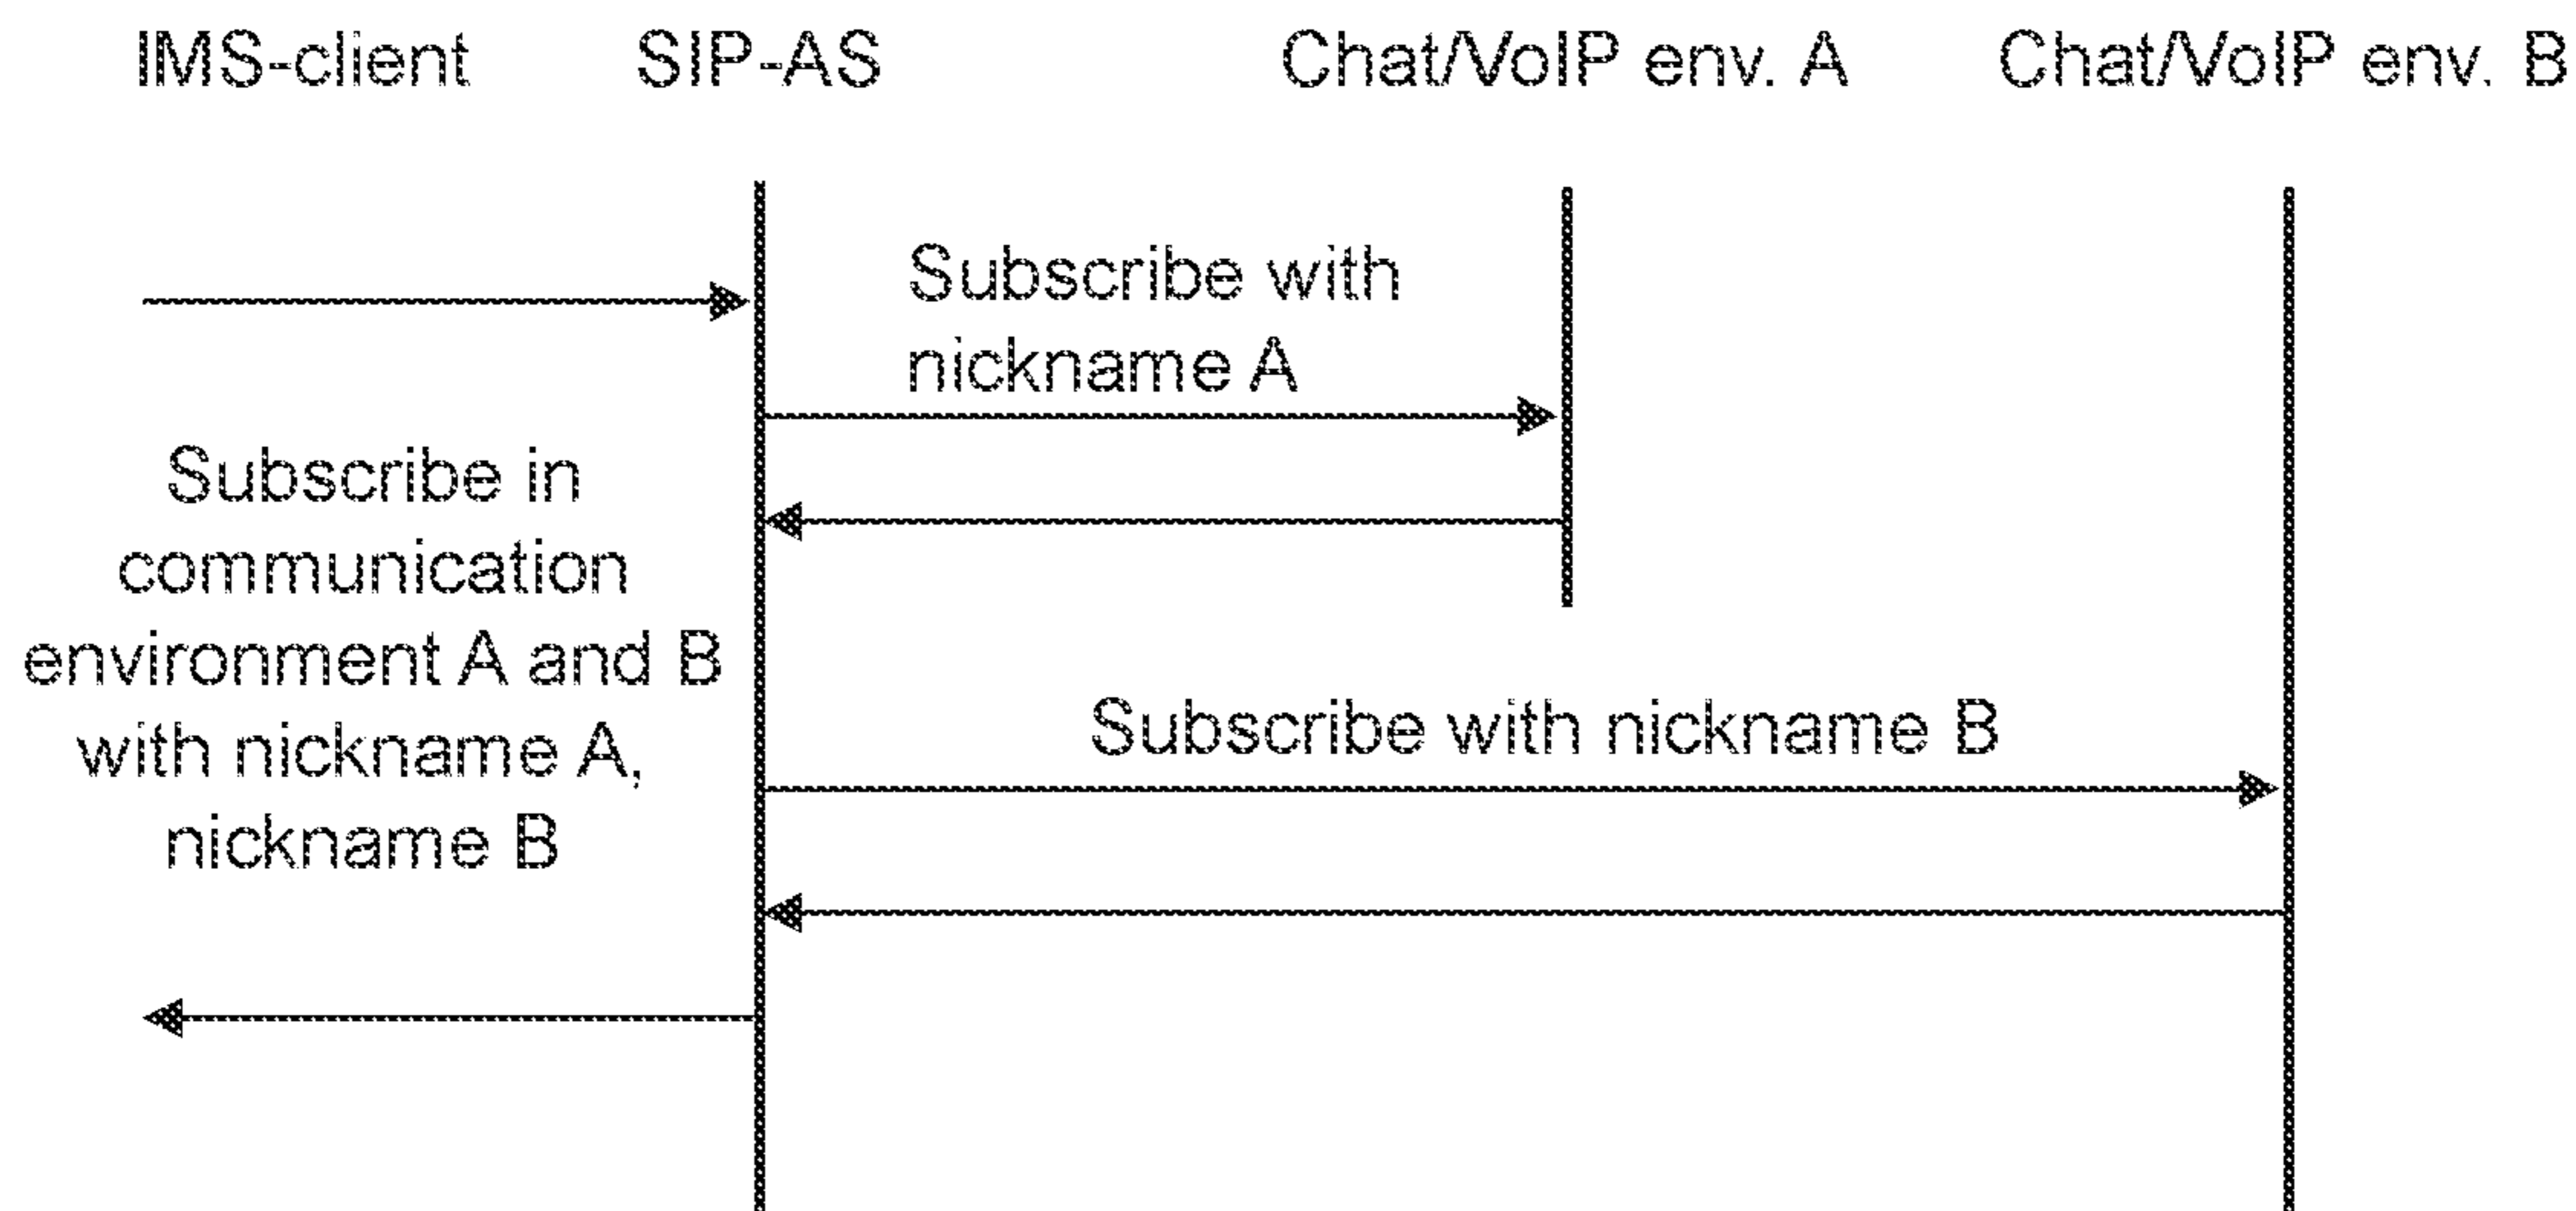 IMS-client
SIP-AS
Chat/VoIP env. A
Chat/VoIP env. B
Subscribe with
nickname A
Subscribe in
communication
environment A and B
with nickname A,
nickname B
Subscribe with nickname B